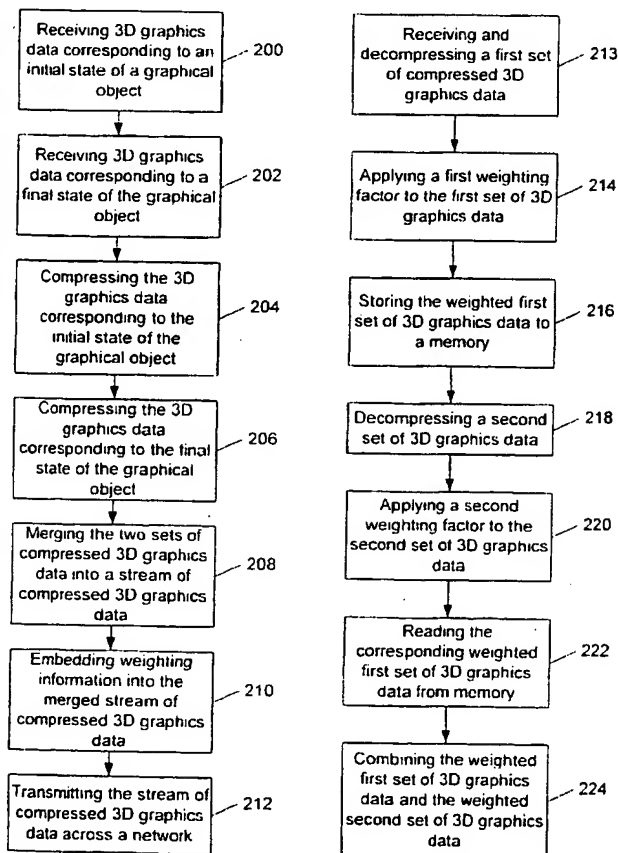 Receiving 3D graphics
data corresponding to an
initial state of a graphical
object
200
Receiving 3D graphics
data corresponding to a
final state of the graphical
object
202
Compressing the 3D
graphics data
corresponding to the
initial state of the
graphical object
204
Compressing the 3D
graphics data
corresponding to the final
state of the graphical
object
206
Merging the two sets of
compressed 3D graphics
data into a stream of
compressed 3D graphics
data
208
Embedding weighting
information into the
merged stream of
compressed 3D graphics
data
210
Transmitting the stream of
compressed 3D graphics
data across a network
212
Receiving and
decompressing a first set
of compressed 3D
graphics data
213
Applying a first weighting
factor to the first set of 3D
graphics data
214
Storing the weighted first
set of 3D graphics data to
a memory
216
Decompressing a second
set of 3D graphics data
218
Applying a second
weighting factor to the
second set of 3D graphics
data
220
Reading the
corresponding weighted
first set of 3D graphics
data from memory
222
Combining the weighted
first set of 3D graphics
data and the weighted
second set of 3D graphics
data
224